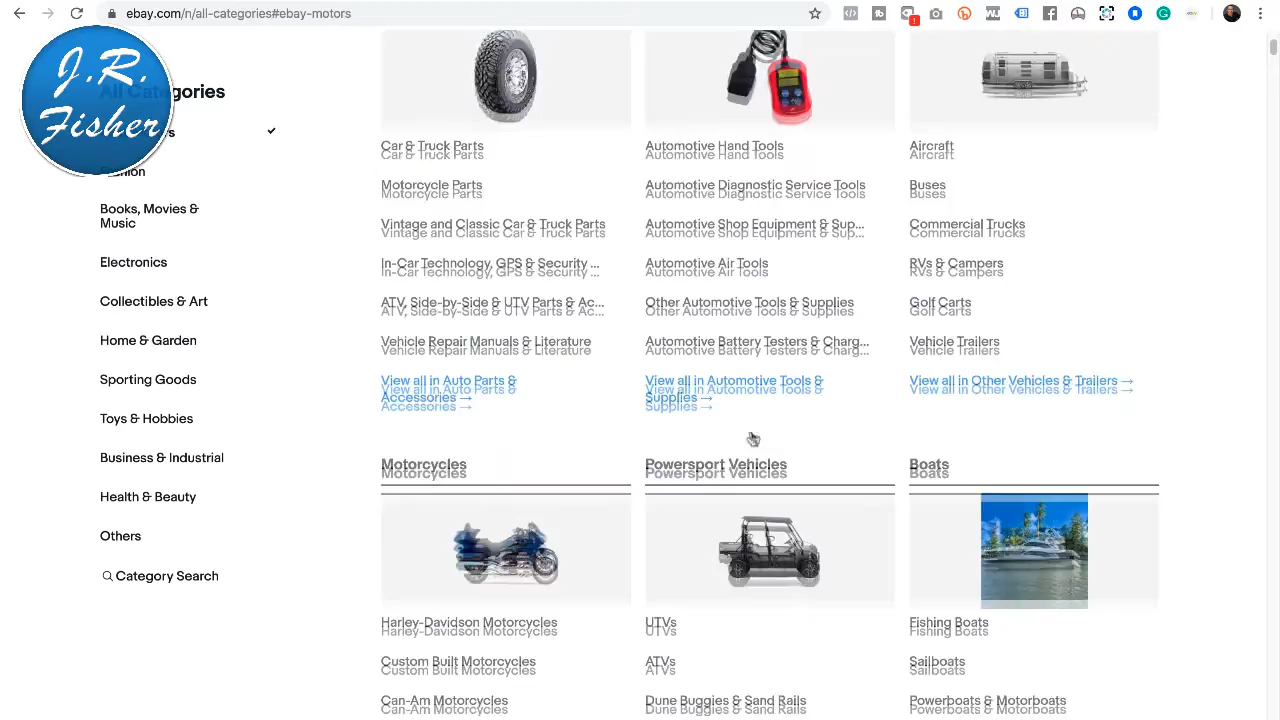 ebay.com/n/all-categories#ebay-motors
J.R.
Fisher
All Categories
Books, Movies &
Music
Electronics
Collectibles & Art
Home & Garden
Sporting Goods
Toys & Hobbies
Business & Industrial
Health & Beauty
Others
Category Search
Car & Truck Parts
Motorcycle Parts
Vintage and Classic Car & Truck Parts
In-Car Technology, GPS & Security ...
ATV, Side-by-Side & UTV Parts & Ac...
Vehicle Repair Manuals & Literature
View all in Auto Parts &
Accessories →
Automotive Hand Tools
Automotive Diagnostic Service Tools
Automotive Shop Equipment & Sup...
Automotive Air Tools
Other Automotive Tools & Supplies
Automotive Battery Testers & Charg...
View all in Automotive Tools &
Supplies →
Aircraft
Buses
Commercial Trucks
RVs & Campers
Golf Carts
Vehicle Trailers
View all in Other Vehicles & Trailers →
Motorcycles
Harley-Davidson Motorcycles
Custom Built Motorcycles
Can-Am Motorcycles
Powersport Vehicles
UTVs
ATVs
Dune Buggies & Sand Rails
Boats
Fishing Boats
Sailboats
Powerboats & Motorboats